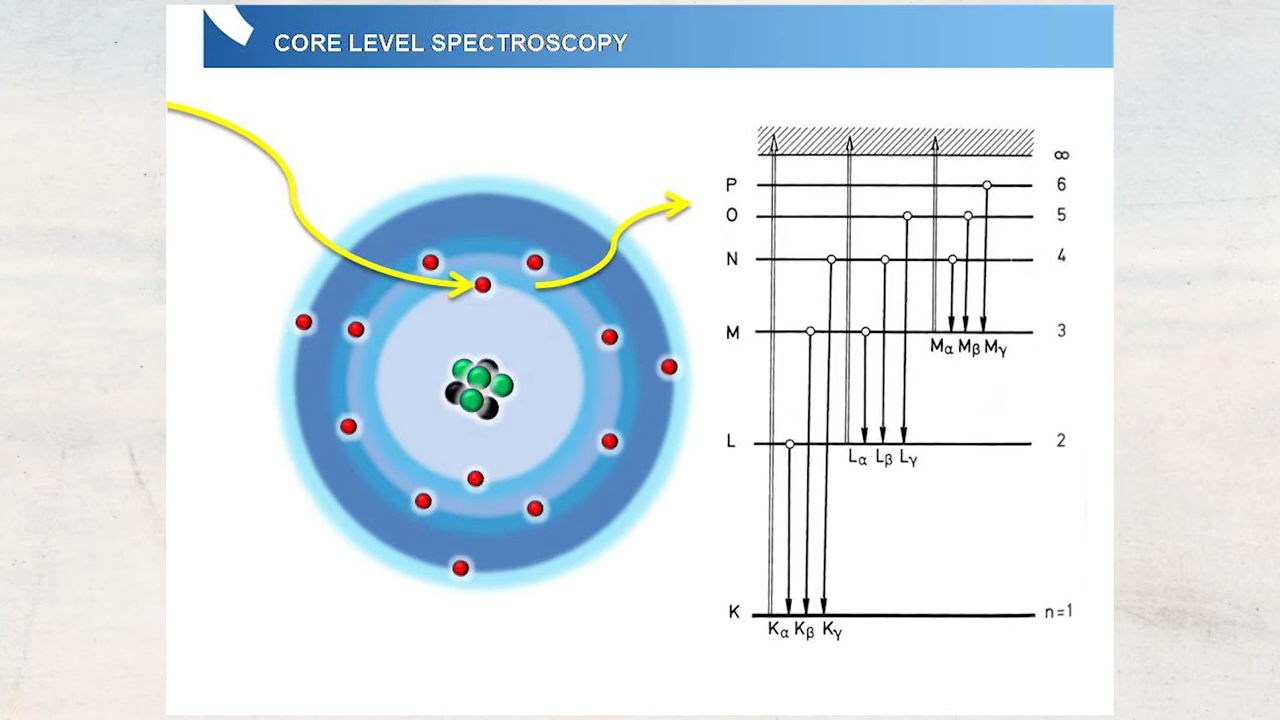 CORE LEVEL SPECTROSCOPY
∞
P 6
O 5
N 4
M 3
Mα Mβ Mγ
L 2
Lα Lβ Lγ
K n=1
Kα Kβ Kγ